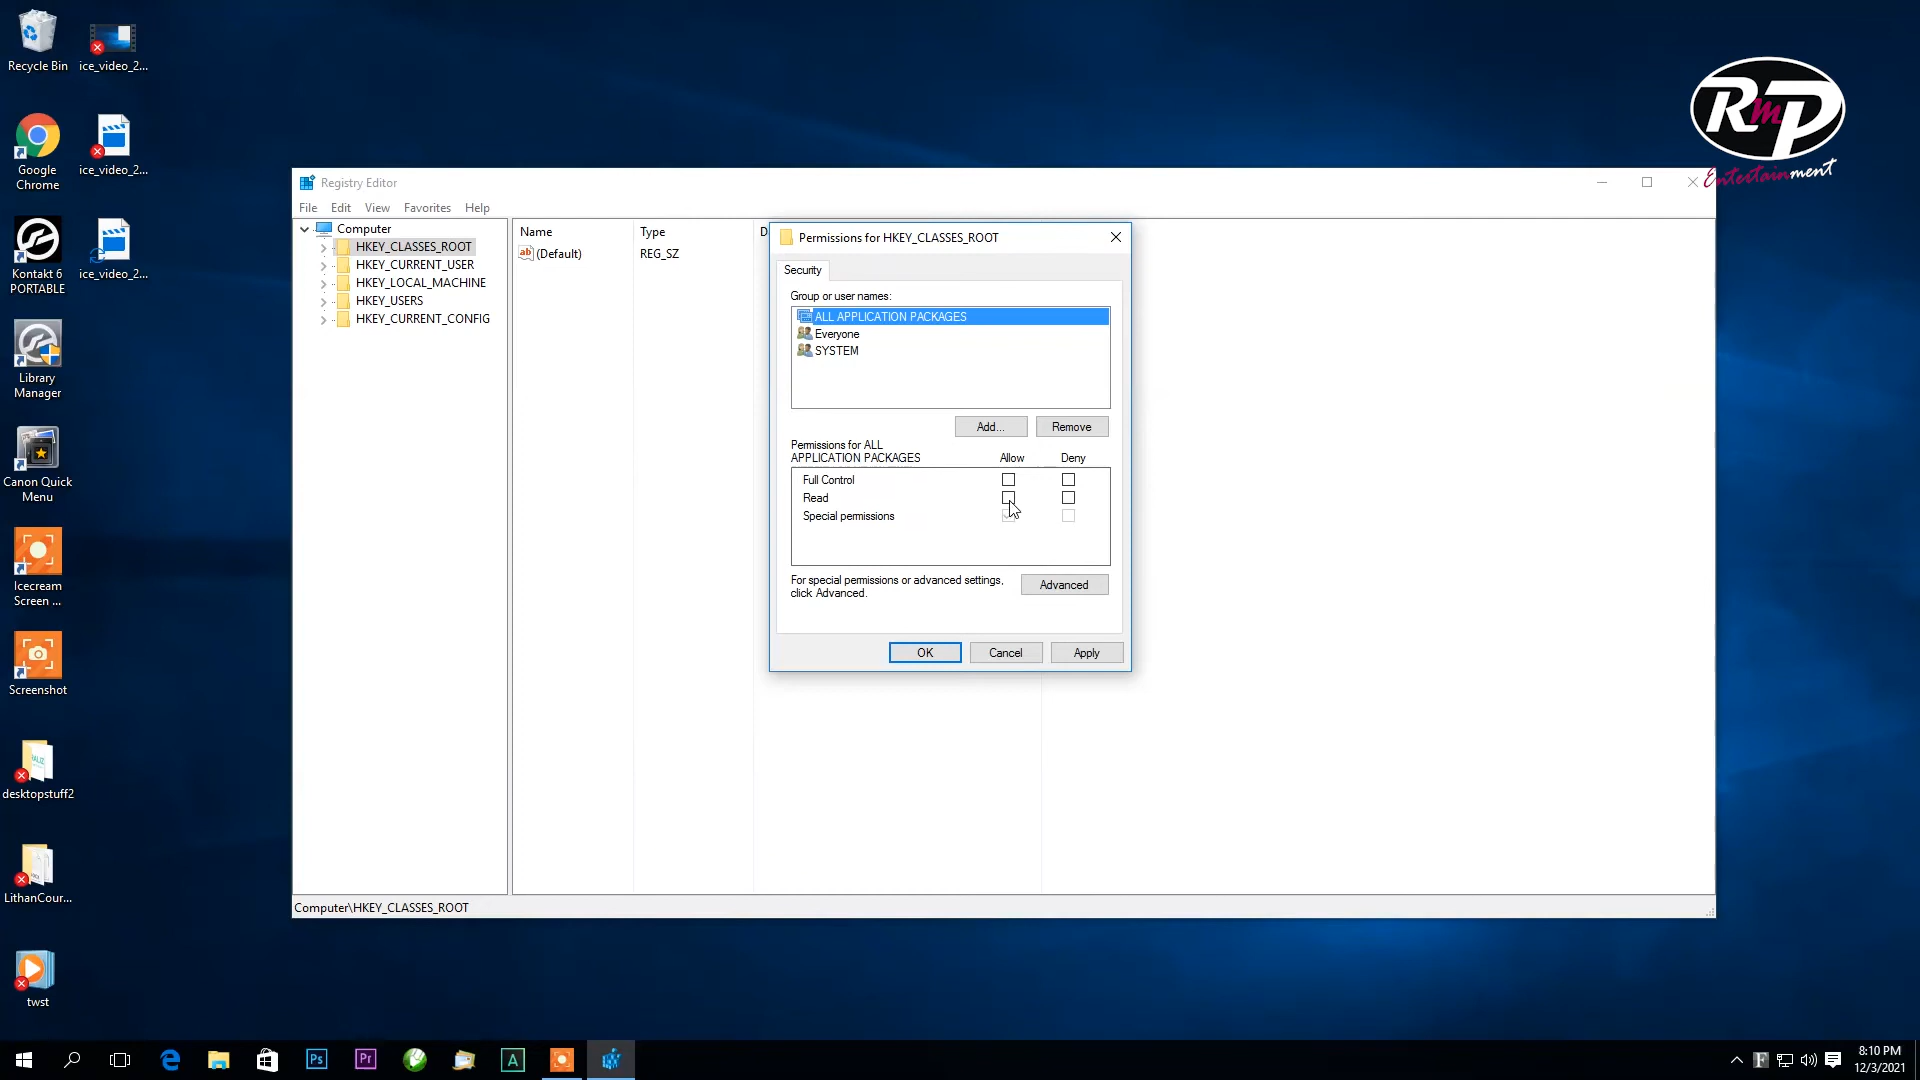 Recycle Bin
ice_video_2...
Google
Chrome
ice_video_2...
Kontakt 6
PORTABLE
ice_video_2...
Library
Manager
Canon Quick
Menu
Icecream
Screen ...
Screenshot
desktopstuff2
LithanCour...
twst
RmP
Entertainment
Registry Editor
File Edit View Favorites Help
Computer
HKEY_CLASSES_ROOT
HKEY_CURRENT_USER
HKEY_LOCAL_MACHINE
HKEY_USERS
HKEY_CURRENT_CONFIG
Name Type D
ab (Default) REG_SZ
Permissions for HKEY_CLASSES_ROOT
Security
Group or user names:
ALL APPLICATION PACKAGES
Everyone
SYSTEM
Add... Remove
Permissions for ALL
APPLICATION PACKAGES Allow Deny
Full Control
Read
Special permissions
For special permissions or advanced settings,
click Advanced.
Advanced
OK Cancel Apply
Computer\HKEY_CLASSES_ROOT
Ps Pr A F
8:10 PM
12/3/2021